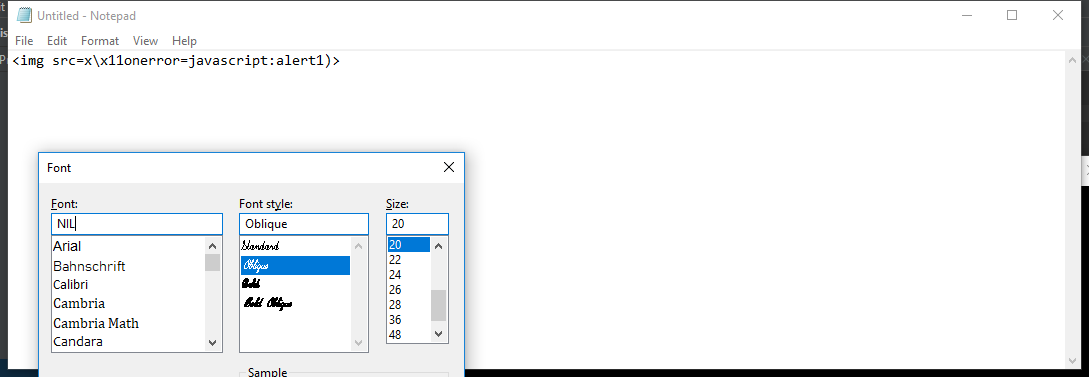 Untitled - Notepad
File Edit Format View Help
<img src=x\x11onerror=javascript:alert1)>
Font
Font: Font style: Size:
NIL Oblique 20
Arial Standard 20
Bahnschrift Oblique 22
Calibri Bold 24
Cambria Bold Oblique 26
Cambria Math 28
Candara 36
48
Sample